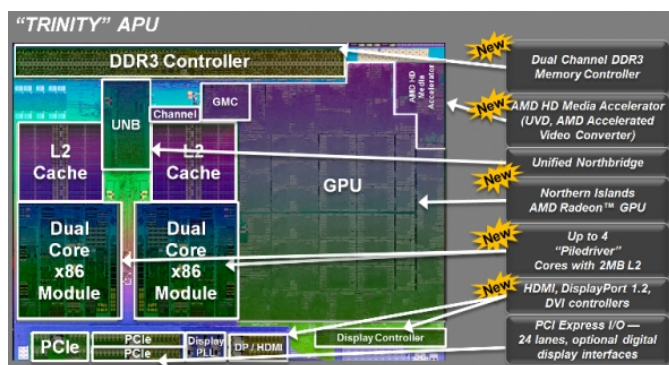 "TRINITY" APU
DDR3 Controller
UNB
Channel
GMC
AMD HD
Media
Accelerator
L2
Cache
L2
Cache
GPU
Dual
Core
x86
Module
Dual
Core
x86
Module
PCIe
PCIe
PCIe
Display
PLL
DP / HDMI
Display Controller
New
Dual Channel DDR3
Memory Controller
New
AMD HD Media Accelerator
(UVD, AMD Accelerated
Video Converter)
Unified Northbridge
New
Northern Islands
AMD Radeon™ GPU
New
Up to 4
"Piledriver"
Cores with 2MB L2
New
HDMI, DisplayPort 1.2,
DVI controllers
PCI Express I/O —
24 lanes, optional digital
display interfaces